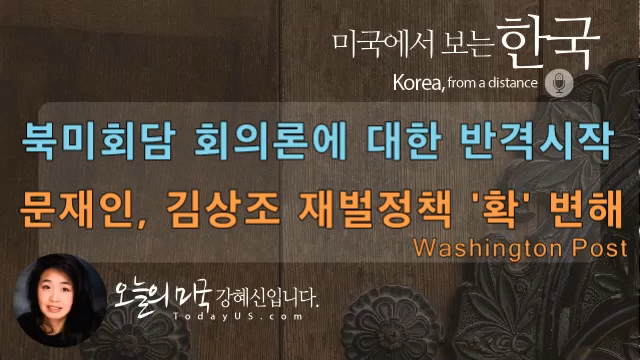 미국에서 보는 한국
Korea, from a distance
북미회담 회의론에 대한 반격시작
문재인, 김상조 재벌정책 '확' 변해
Washington Post
오늘의 미국 강혜신입니다.
TodayUS.com